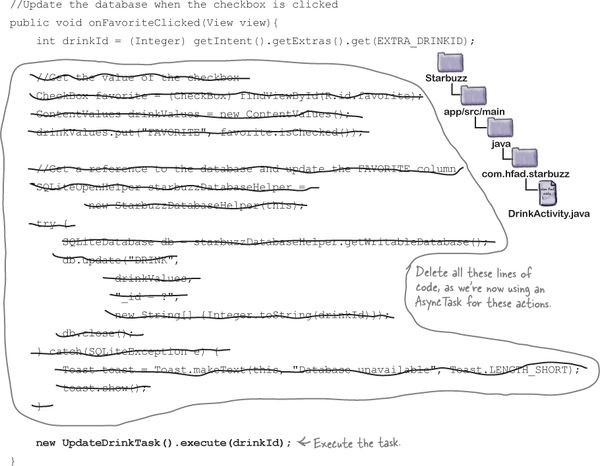 //Update the database when the checkbox is clicked
public void onFavoriteClicked(View view){
int drinkId = (Integer) getIntent().getExtras().get(EXTRA_DRINKID);
//Get the value of the checkbox
CheckBox favorite = (CheckBox) findViewById(R.id.favorite);
ContentValues drinkValues = new ContentValues();
drinkValues.put("FAVORITE", favorite.isChecked());
//Get a reference to the database and update the FAVORITE column
SQLiteOpenHelper starbuzzDatabaseHelper =
new StarbuzzDatabaseHelper(this);
try {
SQLiteDatabase db = starbuzzDatabaseHelper.getWritableDatabase();
db.update("DRINK",
drinkValues,
"_id = ?",
new String[] {Integer.toString(drinkId)});
db.close();
} catch(SQLiteException e) {
Toast toast = Toast.makeText(this, "Database unavailable", Toast.LENGTH_SHORT);
toast.show();
}
new UpdateDrinkTask().execute(drinkId);
Execute the task.
}
Starbuzz
app/src/main
java
com.hfad.starbuzz
DrinkActivity.java
Delete all these lines of
code, as we're now using an
AsyncTask for these actions.